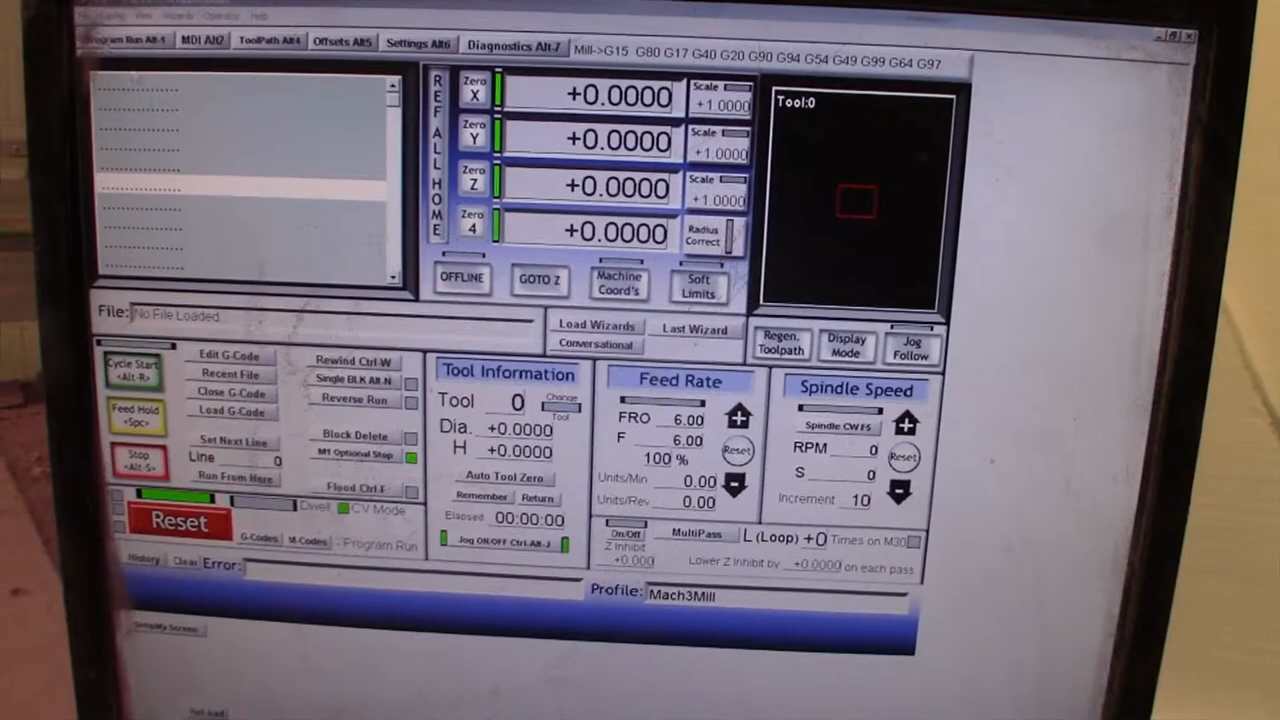 View Wizards Operator Help
Program Run Alt-1 MDI Alt2 ToolPath Alt4 Offsets Alt5 Settings Alt6 Diagnostics Alt-7 Mill->G15 G80 G17 G40 G20 G90 G94 G54 G49 G99 G64 G97
REF ALL HOME
Zero X +0.0000 Scale +1.0000
Zero Y +0.0000 Scale +1.0000
Zero Z +0.0000 Scale +1.0000
Zero 4 +0.0000 Radius Correct
OFFLINE GOTO Z Machine Coord's Soft Limits
Tool:0
File: No File Loaded.
Load Wizards Last Wizard
Conversational
Regen. Toolpath Display Mode Jog Follow
Cycle Start <Alt-R>
Feed Hold <Spc>
Stop <Alt-S>
Edit G-Code
Recent File
Close G-Code
Load G-Code
Set Next Line
Line 0
Run From Here
Rewind Ctrl-W
Single BLK Alt-N
Reverse Run
Block Delete
M1 Optional Stop
Flood Ctrl F
Dwell CV Mode
Reset
G-Codes M-Codes - Program Run
Tool Information
Tool 0 Change Tool
Dia. +0.0000
H +0.0000
Auto Tool Zero
Remember Return
Elapsed 00:00:00
Jog ON/OFF Ctrl-Alt-J
Feed Rate
FRO 6.00
F 6.00
100 % Reset
Units/Min 0.00
Units/Rev 0.00
Spindle Speed
Spindle CW F5
RPM 0 Reset
S 0
Increment 10
On/Off
Z Inhibit
+0.000
MultiPass L (Loop) +0 Times on M30
Lower Z Inhibit by +0.0000 on each pass
History Clear Error:
Profile: Mach3Mill
Simplify Screen